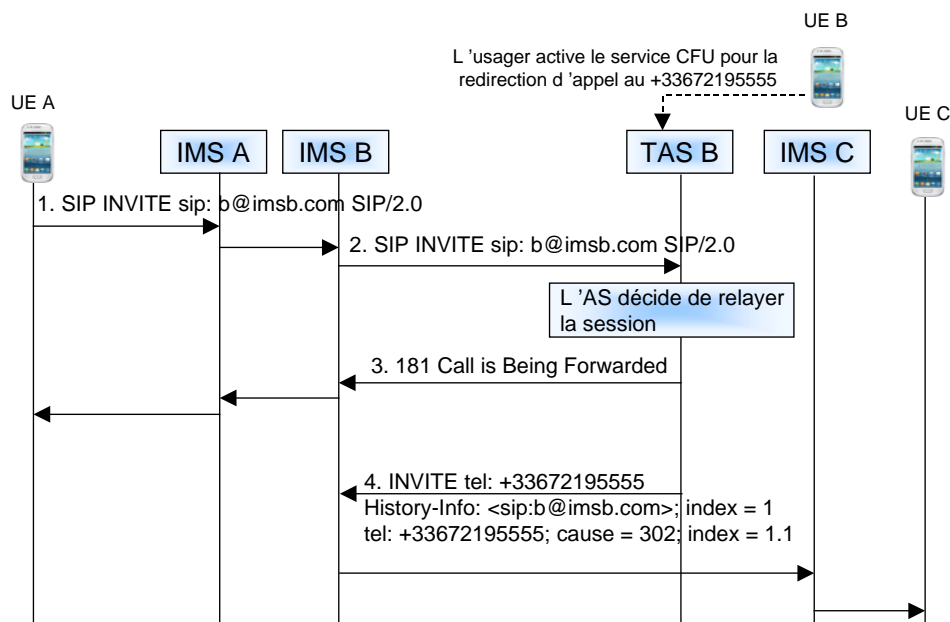 UE B
L 'usager active le service CFU pour la
redirection d 'appel au +33672195555
UE A
UE C
IMS A
IMS B
TAS B
IMS C
1. SIP INVITE sip: b@imsb.com SIP/2.0
2. SIP INVITE sip: b@imsb.com SIP/2.0
L 'AS décide de relayer
la session
3. 181 Call is Being Forwarded
4. INVITE tel: +33672195555
History-Info: <sip:b@imsb.com>; index = 1
tel: +33672195555; cause = 302; index = 1.1